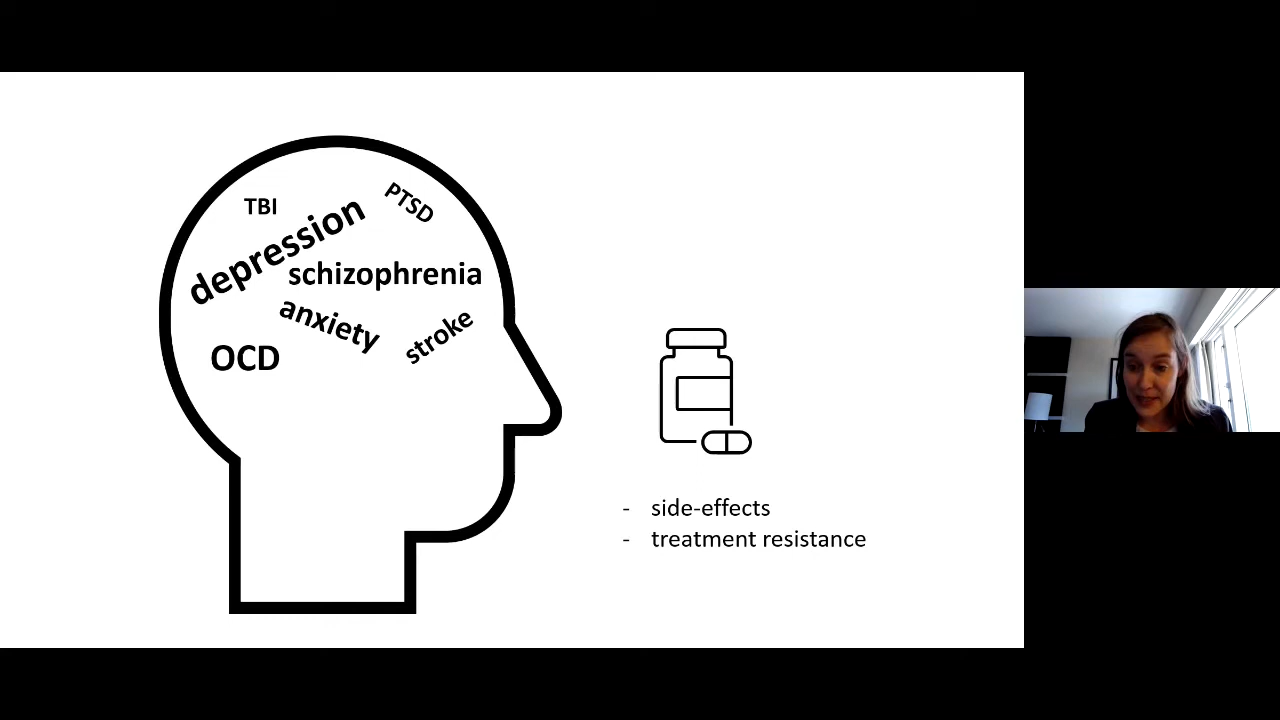 TBI
PTSD
depression
schizophrenia
anxiety
stroke
OCD
- side-effects
- treatment resistance